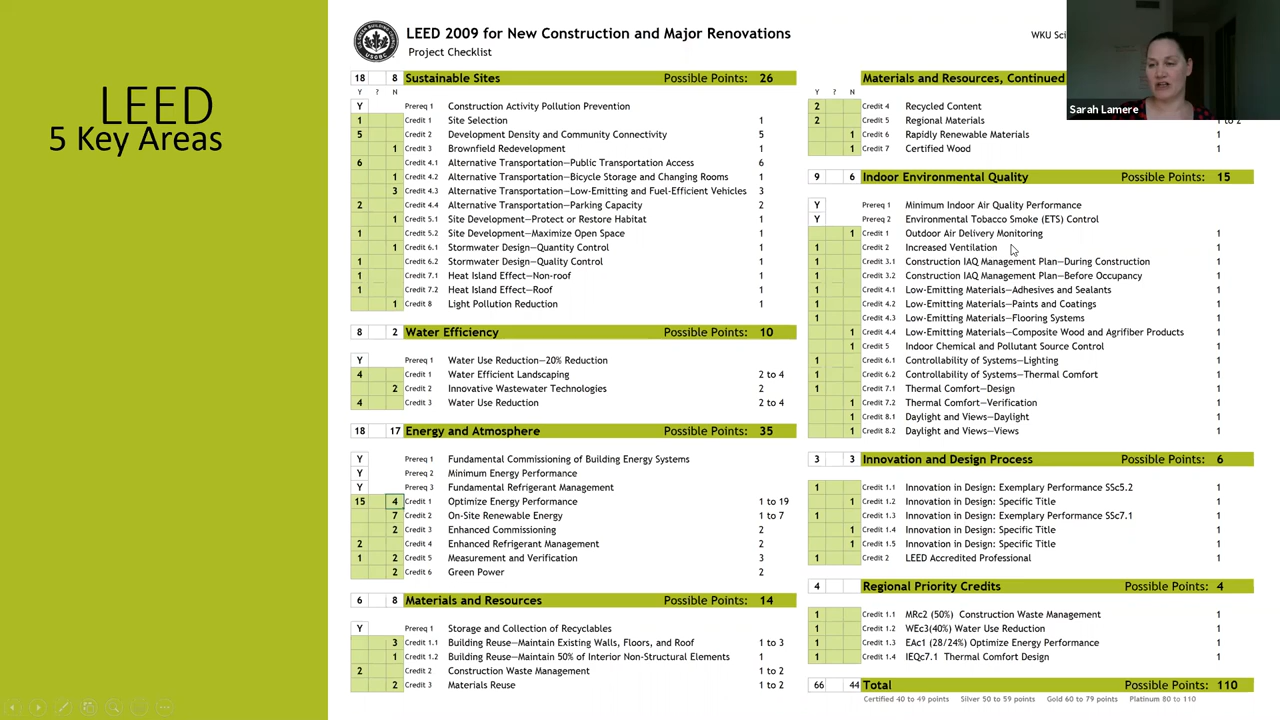 LEED
5 Key Areas
LEED 2009 for New Construction and Major Renovations
Project Checklist
WKU Sci
Sarah Lamere
18 8 Sustainable Sites Possible Points: 26
Y ? N
Y Prereq 1 Construction Activity Pollution Prevention
1 Credit 1 Site Selection 1
5 Credit 2 Development Density and Community Connectivity 5
1 Credit 3 Brownfield Redevelopment 1
6 Credit 4.1 Alternative Transportation—Public Transportation Access 6
1 Credit 4.2 Alternative Transportation—Bicycle Storage and Changing Rooms 1
3 Credit 4.3 Alternative Transportation—Low-Emitting and Fuel-Efficient Vehicles 3
2 Credit 4.4 Alternative Transportation—Parking Capacity 2
1 Credit 5.1 Site Development—Protect or Restore Habitat 1
1 Credit 5.2 Site Development—Maximize Open Space 1
1 Credit 6.1 Stormwater Design—Quantity Control 1
1 Credit 6.2 Stormwater Design—Quality Control 1
1 Credit 7.1 Heat Island Effect—Non-roof 1
1 Credit 7.2 Heat Island Effect—Roof 1
1 Credit 8 Light Pollution Reduction 1
8 2 Water Efficiency Possible Points: 10
Y Prereq 1 Water Use Reduction—20% Reduction
4 Credit 1 Water Efficient Landscaping 2 to 4
2 Credit 2 Innovative Wastewater Technologies 2
4 Credit 3 Water Use Reduction 2 to 4
18 17 Energy and Atmosphere Possible Points: 35
Y Prereq 1 Fundamental Commissioning of Building Energy Systems
Y Prereq 2 Minimum Energy Performance
Y Prereq 3 Fundamental Refrigerant Management
15 4 Credit 1 Optimize Energy Performance 1 to 19
7 Credit 2 On-Site Renewable Energy 1 to 7
2 Credit 3 Enhanced Commissioning 2
2 Credit 4 Enhanced Refrigerant Management 2
1 2 Credit 5 Measurement and Verification 3
2 Credit 6 Green Power 2
6 8 Materials and Resources Possible Points: 14
Y Prereq 1 Storage and Collection of Recyclables
3 Credit 1.1 Building Reuse—Maintain Existing Walls, Floors, and Roof 1 to 3
1 Credit 1.2 Building Reuse—Maintain 50% of Interior Non-Structural Elements 1
2 Credit 2 Construction Waste Management 1 to 2
2 Credit 3 Materials Reuse 1 to 2
Materials and Resources, Continued
Y ? N
2 Credit 4 Recycled Content
2 Credit 5 Regional Materials 1 to 2
1 Credit 6 Rapidly Renewable Materials 1
1 Credit 7 Certified Wood 1
9 6 Indoor Environmental Quality Possible Points: 15
Y Prereq 1 Minimum Indoor Air Quality Performance
Y Prereq 2 Environmental Tobacco Smoke (ETS) Control
1 Credit 1 Outdoor Air Delivery Monitoring 1
1 Credit 2 Increased Ventilation 1
1 Credit 3.1 Construction IAQ Management Plan—During Construction 1
1 Credit 3.2 Construction IAQ Management Plan—Before Occupancy 1
1 Credit 4.1 Low-Emitting Materials—Adhesives and Sealants 1
1 Credit 4.2 Low-Emitting Materials—Paints and Coatings 1
1 Credit 4.3 Low-Emitting Materials—Flooring Systems 1
1 Credit 4.4 Low-Emitting Materials—Composite Wood and Agrifiber Products 1
1 Credit 5 Indoor Chemical and Pollutant Source Control 1
1 Credit 6.1 Controllability of Systems—Lighting 1
1 Credit 6.2 Controllability of Systems—Thermal Comfort 1
1 Credit 7.1 Thermal Comfort—Design 1
1 Credit 7.2 Thermal Comfort—Verification 1
1 Credit 8.1 Daylight and Views—Daylight 1
1 Credit 8.2 Daylight and Views—Views 1
3 3 Innovation and Design Process Possible Points: 6
1 Credit 1.1 Innovation in Design: Exemplary Performance SSc5.2 1
1 Credit 1.2 Innovation in Design: Specific Title 1
1 Credit 1.3 Innovation in Design: Exemplary Performance SSc7.1 1
1 Credit 1.4 Innovation in Design: Specific Title 1
1 Credit 1.5 Innovation in Design: Specific Title 1
1 Credit 2 LEED Accredited Professional 1
4 Regional Priority Credits Possible Points: 4
1 Credit 1.1 MRc2 (50%) Construction Waste Management 1
1 Credit 1.2 WEc3(40%) Water Use Reduction 1
1 Credit 1.3 EAc1 (28/24%) Optimize Energy Performance 1
1 Credit 1.4 IEQc7.1 Thermal Comfort Design 1
66 44 Total Possible Points: 110
Certified 40 to 49 points Silver 50 to 59 points Gold 60 to 79 points Platinum 80 to 110